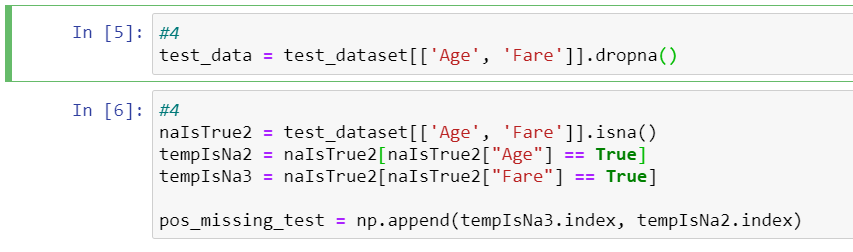 In [5]: #4
test_data = test_dataset[['Age', 'Fare']].dropna()
In [6]: #4
naIsTrue2 = test_dataset[['Age', 'Fare']].isna()
tempIsNa2 = naIsTrue2[naIsTrue2["Age"] == True]
tempIsNa3 = naIsTrue2[naIsTrue2["Fare"] == True]
pos_missing_test = np.append(tempIsNa3.index, tempIsNa2.index)